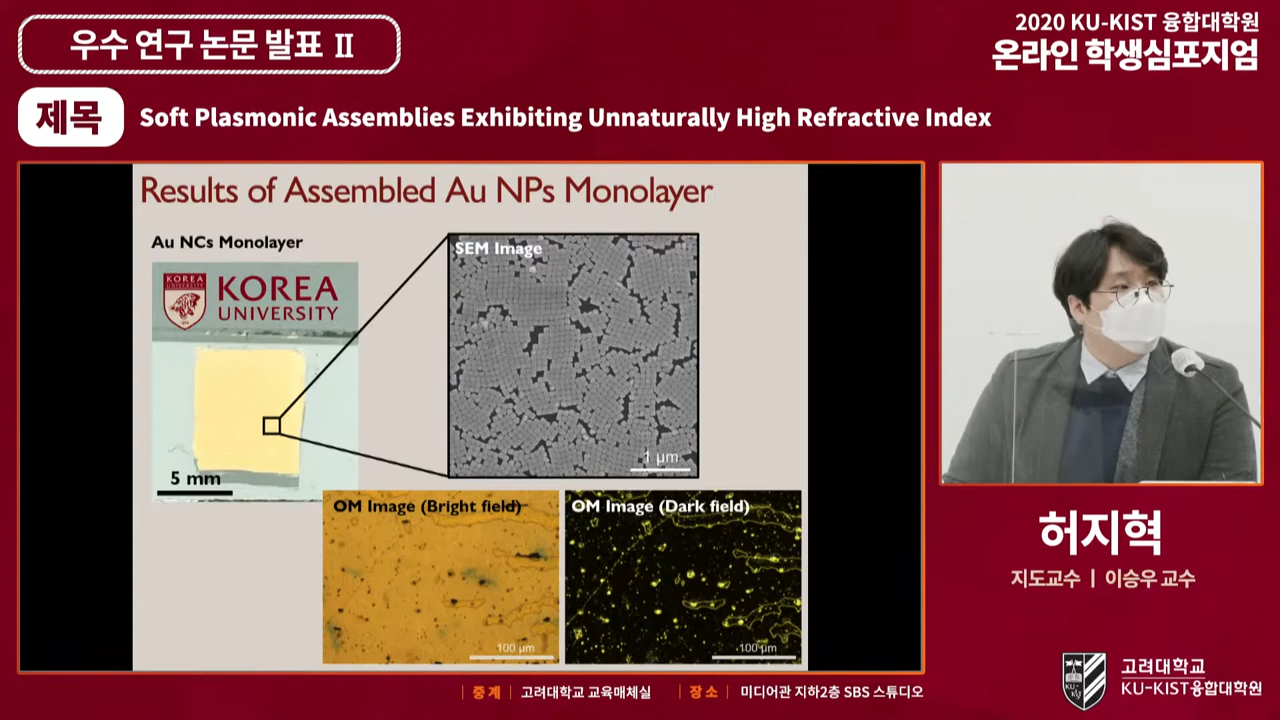 우수 연구 논문 발표 Ⅱ
2020 KU-KIST 융합대학원
온라인 학생심포지엄
제목
Soft Plasmonic Assemblies Exhibiting Unnaturally High Refractive Index
Results of Assembled Au NPs Monolayer
Au NCs Monolayer
KOREA
UNIVERSITY
KOREA
UNIVERSITY
5 mm
SEM Image
1 μm
OM Image (Bright field)
100 μm
OM Image (Dark field)
100 μm
허지혁
지도교수 | 이승우 교수
KU-
KIST
고려대학교
KU-KIST융합대학원
| 중계 | 고려대학교 교육매체실 | 장소 | 미디어관 지하2층 SBS 스튜디오